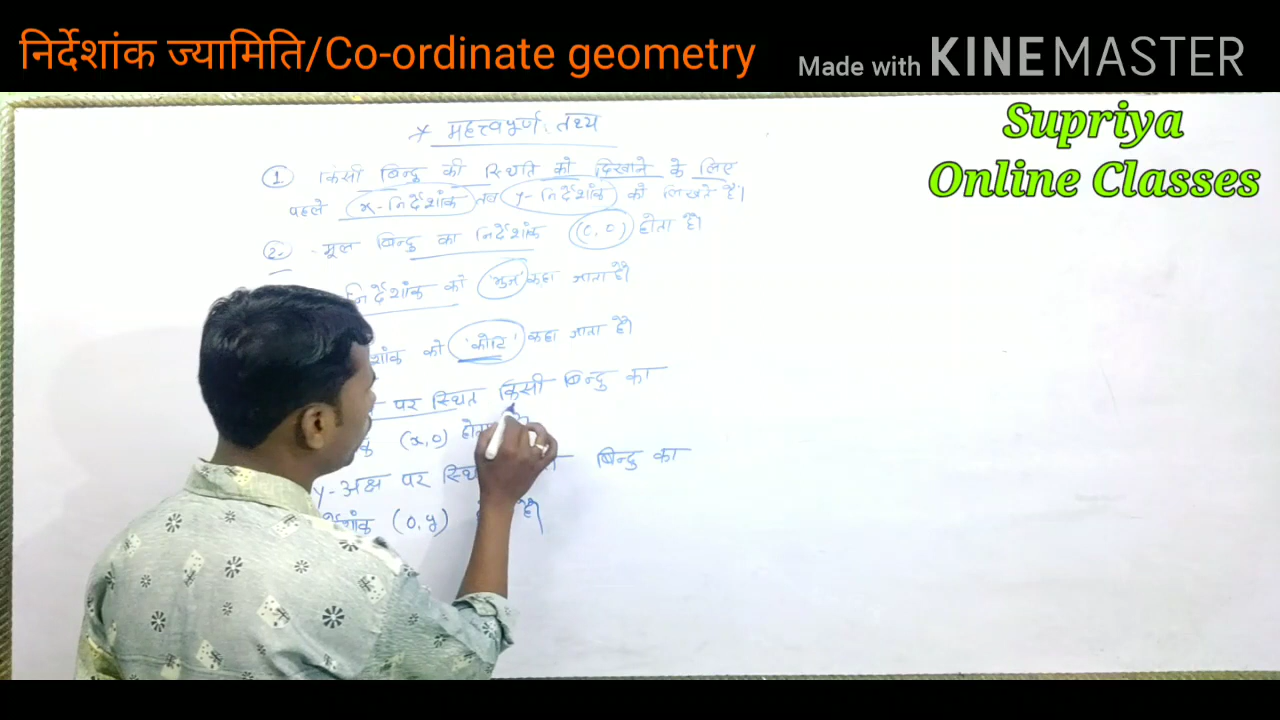 निर्देशांक ज्यामिति/Co-ordinate geometry
Made with KINEMASTER
Supriya
Online Classes
* महत्त्वपूर्ण तथ्य
① किसी बिन्दु की स्थिति को दिखाने के लिए
पहले x-निर्देशांक तब y-निर्देशांक को लिखते हैं।
② मूल बिन्दु का निर्देशांक (0,0) होता है।
निर्देशांक को 'भुज' कहा जाता है।
को 'कोटि' कहा जाता है।
पर स्थित किसी बिन्दु का
(x,0)
y-अक्ष पर बिन्दु का
(0,y) है